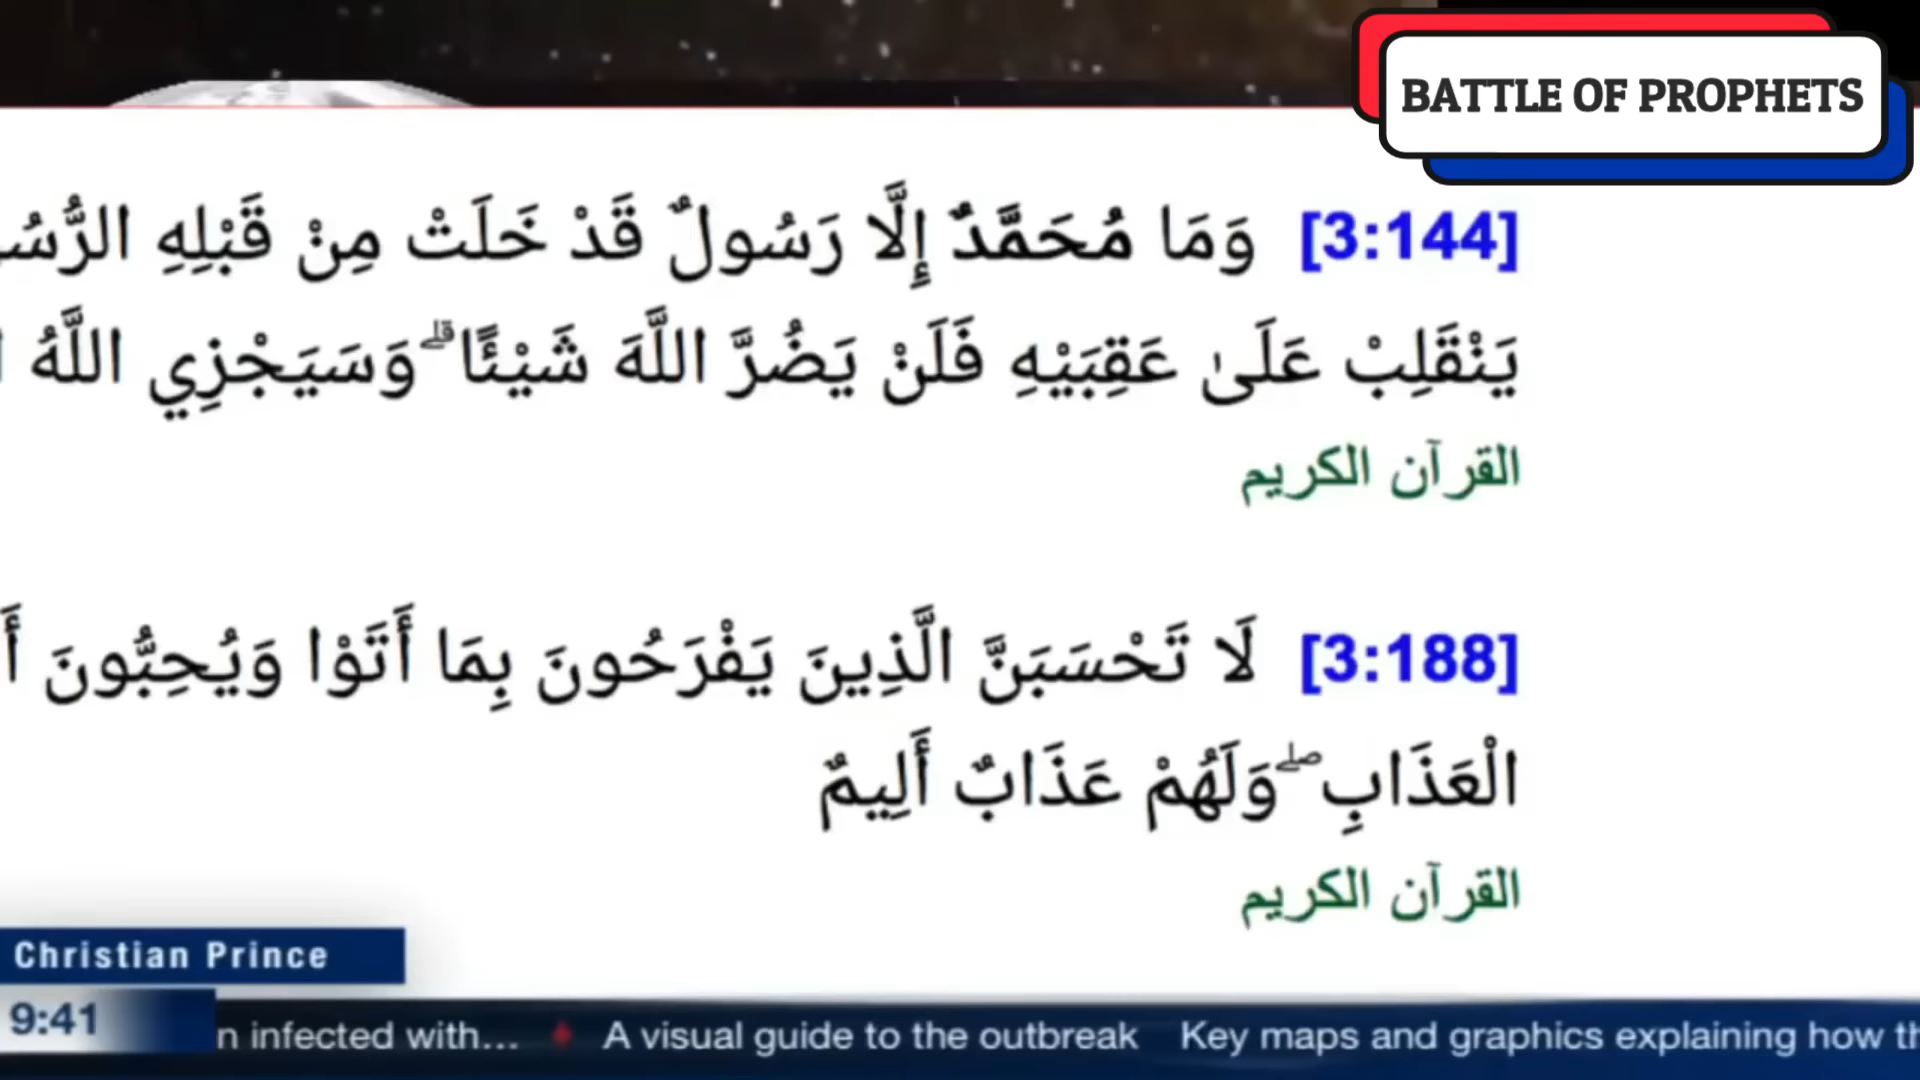 BATTLE OF PROPHETS
[3:144] وَمَا مُحَمَّدٌ إِلَّا رَسُولٌ قَدْ خَلَتْ مِنْ قَبْلِهِ
يَنْقَلِبْ عَلَىٰ عَقِبَيْهِ فَلَنْ يَضُرَّ اللَّهَ شَيْئًا ۗ وَسَيَجْزِي اللَّهُ
القرآن الكريم
[3:188] لَا تَحْسَبَنَّ الَّذِينَ يَفْرَحُونَ بِمَا أَتَوْا وَيُحِبُّونَ
الْعَذَابِ ۖ وَلَهُمْ عَذَابٌ أَلِيمٌ
القرآن الكريم
Christian Prince
9:41 n infected with... ♦ A visual guide to the outbreak Key maps and graphics explaining how th